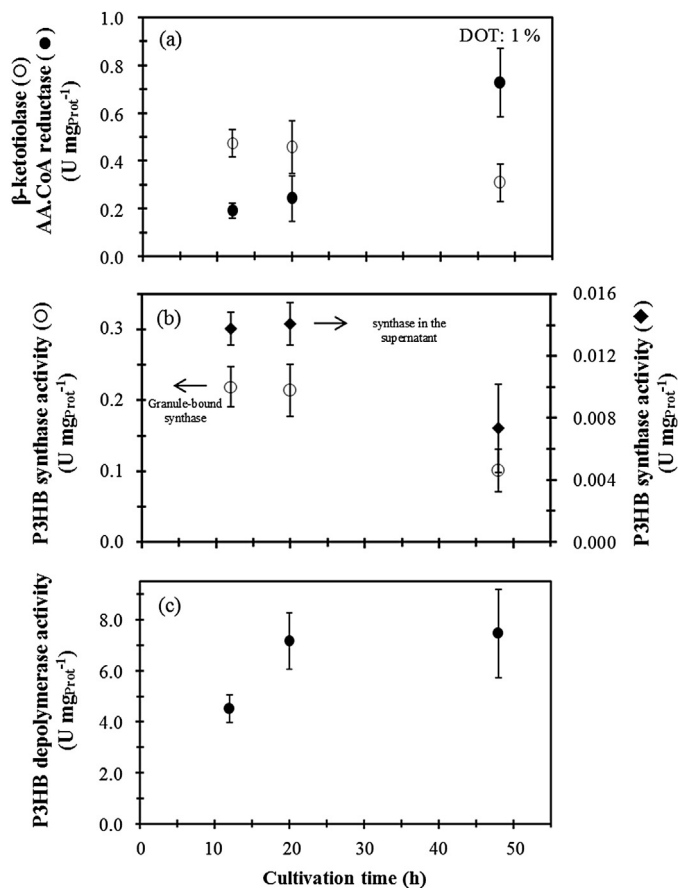 β-ketotiolase (○)
AA.CoA reductase (●)
(U mgProt⁻¹)
1.0
0.8
0.6
0.4
0.2
0.0
(a)
DOT: 1 %
P3HB synthase activity (○)
(U mgProt⁻¹)
0.3
0.2
0.1
0.0
(b)
synthase in the
supernatant
Granule-bound
synthase
0.016
0.012
0.008
0.004
0.000
P3HB synthase activity (◆)
(U mgProt⁻¹)
P3HB depolymerase activity
(U mgProt⁻¹)
8.0
6.0
4.0
2.0
0.0
(c)
0 10 20 30 40 50
Cultivation time (h)